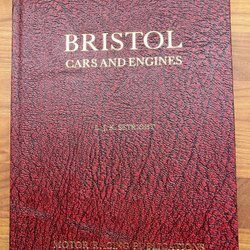 BRISTOL
CARS AND ENGINES
L. J. K. SETRIGHT
MOTOR RACING PUBLICATIONS